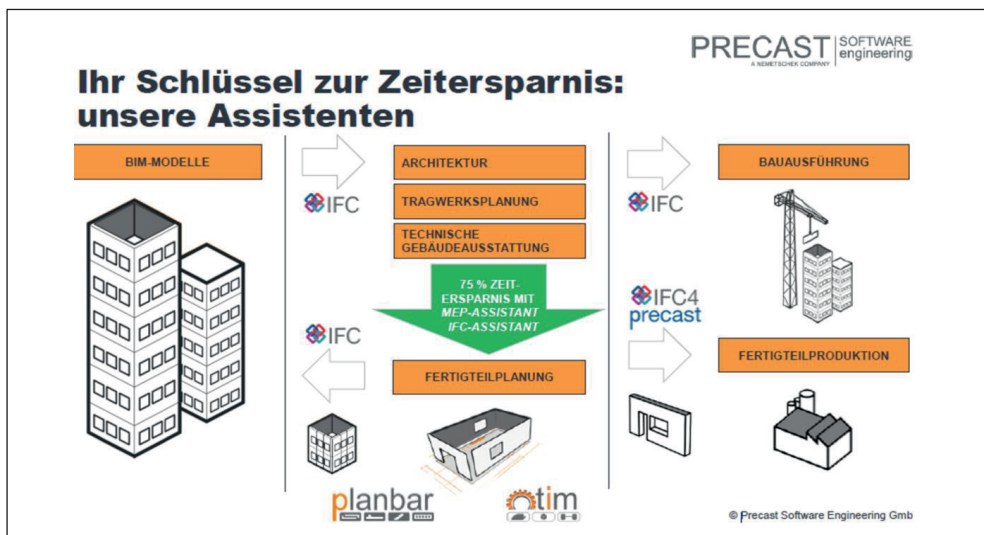 PRECAST SOFTWARE engineering
A NEMETSCHEK COMPANY
Ihr Schlüssel zur Zeitersparnis:
unsere Assistenten
BIM-MODELLE
IFC
ARCHITEKTUR
TRAGWERKSPLANUNG
TECHNISCHE
GEBÄUDEAUSSTATTUNG
75 % ZEIT-
ERSPARNIS MIT
MEP-ASSISTANT
IFC-ASSISTANT
IFC
FERTIGTEILPLANUNG
planbar
tim
BAUAUSFÜHRUNG
IFC
IFC4
precast
FERTIGTEILPRODUKTION
© Precast Software Engineering Gmb